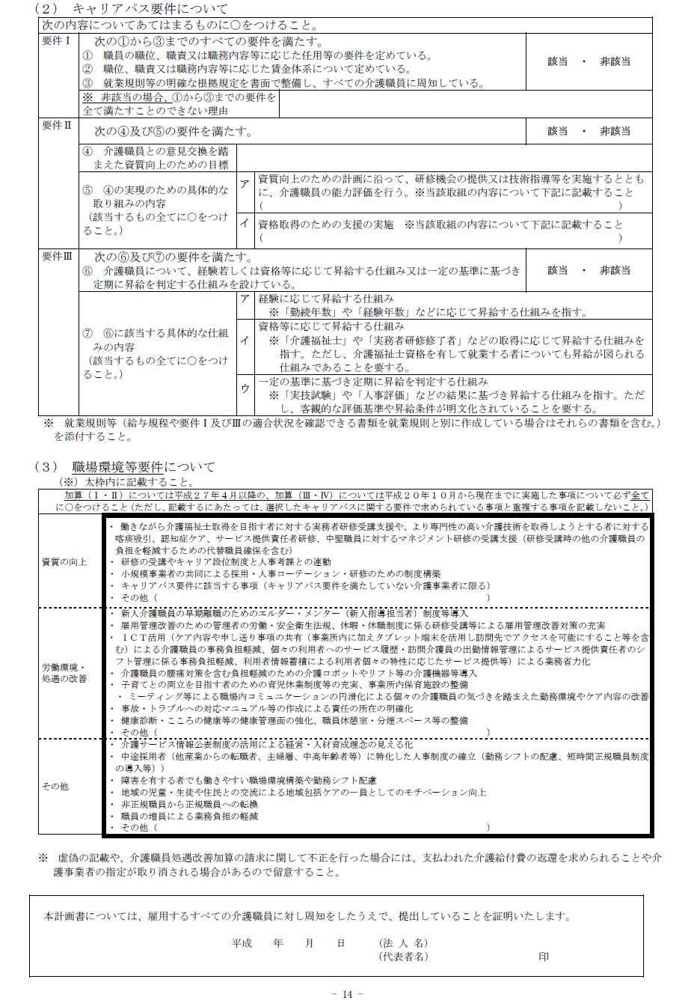 （２） キャリアパス要件について
次の内容についてあてはまるものに○をつけること。
要件Ⅰ
次の①から③までのすべての要件を満たす。
① 職員の職位、職責又は職務内容等に応じた任用等の要件を定めている。
② 職位、職責又は職務内容等に応じた賃金体系について定めている。
③ 就業規則等の明確な根拠規定を書面で整備し、すべての介護職員に周知している。
該当 ・ 非該当
※ 非該当の場合、①から③までの要件を
全て満たすことのできない理由
要件Ⅱ
次の④及び⑤の要件を満たす。
該当 ・ 非該当
④ 介護職員との意見交換を踏
まえた資質向上のための目標
⑤ ④の実現のための具体的な
取り組みの内容
（該当するもの全てに○をつけ
ること。）
ア
資質向上のための計画に沿って、研修機会の提供又は技術指導等を実施するととも
に、介護職員の能力評価を行う。※当該取組の内容について下記に記載すること
（ ）
イ
資格取得のための支援の実施 ※当該取組の内容について下記に記載すること
（ ）
要件Ⅲ
次の⑥及び⑦の要件を満たす。
⑥ 介護職員について、経験若しくは資格等に応じて昇給する仕組み又は一定の基準に基づき
定期に昇給を判定する仕組みを設けている。
該当 ・ 非該当
⑦ ⑥に該当する具体的な仕組
みの内容
（該当するもの全てに○をつけ
ること。）
ア
経験に応じて昇給する仕組み
※「勤続年数」や「経験年数」などに応じて昇給する仕組みを指す。
イ
資格等に応じて昇給する仕組み
※「介護福祉士」や「実務者研修修了者」などの取得に応じて昇給する仕組みを
指す。ただし、介護福祉士資格を有して就業する者についても昇給が図られる
仕組みであることを要する。
ウ
一定の基準に基づき定期に昇給を判定する仕組み
※「実技試験」や「人事評価」などの結果に基づき昇給する仕組みを指す。ただ
し、客観的な評価基準や昇給条件が明文化されていることを要する。
※ 就業規則等（給与規程や要件Ⅰ及びⅢの適合状況を確認できる書類を就業規則と別に作成している場合はそれらの書類を含む。）
を添付すること。
（３） 職場環境等要件について
（※）太枠内に記載すること。
加算（Ⅰ・Ⅱ）については平成２７年４月以降の、加算（Ⅲ・Ⅳ）については平成２０年１０月から現在までに実施した事項について必ず全て
に○をつけること（ただし、記載するにあたっては、選択したキャリアパスに関する要件で求められている事項と重複する事項を記載しないこと。）
資質の向上
・ 働きながら介護福祉士取得を目指す者に対する実務者研修受講支援や、より専門性の高い介護技術を取得しようとする者に対する
喀痰吸引、認知症ケア、サービス提供責任者研修、中堅職員に対するマネジメント研修の受講支援（研修受講時の他の介護職員の
負担を軽減するための代替職員確保を含む）
・ 研修の受講やキャリア段位制度と人事考課との連動
・ 小規模事業者の共同による採用・人事ローテーション・研修のための制度構築
・ キャリアパス要件に該当する事項（キャリアパス要件を満たしていない介護事業者に限る）
・ その他（ ）
労働環境・
処遇の改善
・ 新人介護職員の早期離職のためのエルダー・メンター（新人指導担当者）制度等導入
・ 雇用管理改善のための管理者の労働・安全衛生法規、休暇・休職制度に係る研修受講等による雇用管理改善対策の充実
・ ＩＣＴ活用（ケア内容や申し送り事項の共有（事業所内に加えタブレット端末を活用し訪問先でアクセスを可能にすること等を含
む）による介護職員の事務負担軽減、個々の利用者へのサービス履歴・訪問介護員の出勤情報管理によるサービス提供責任者のシ
フト管理に係る事務負担軽減、利用者情報蓄積による利用者個々の特性に応じたサービス提供等）による業務省力化
・ 介護職員の腰痛対策を含む負担軽減のための介護ロボットやリフト等の介護機器等導入
・ 子育てとの両立を目指す者のための育児休業制度等の充実、事業所内保育施設の整備
・ ミーティング等による職場内コミュニケーションの円滑化による個々の介護職員の気づきを踏まえた勤務環境やケア内容の改善
・ 事故・トラブルへの対応マニュアル等の作成による責任の所在の明確化
・ 健康診断・こころの健康等の健康管理面の強化、職員休憩室・分煙スペース等の整備
・ その他（ ）
その他
・ 介護サービス情報公表制度の活用による経営・人材育成理念の見える化
・ 中途採用者（他産業からの転職者、主婦層、中高年齢者等）に特化した人事制度の確立（勤務シフトの配慮、短時間正規職員制度
の導入等））
・ 障害を有する者でも働きやすい職場環境構築や勤務シフト配慮
・ 地域の児童・生徒や住民との交流による地域包括ケアの一員としてのモチベーション向上
・ 非正規職員から正規職員への転換
・ 職員の増員による業務負担の軽減
・ その他（ ）
※ 虚偽の記載や、介護職員処遇改善加算の請求に関して不正を行った場合には、支払われた介護給付費の返還を求められることや介
護事業者の指定が取り消される場合があるので留意すること。
本計画書については、雇用するすべての介護職員に対し周知をしたうえで、提出していることを証明いたします。
平成 年 月 日 （法 人 名）
（代表者名） 印
- 14 -